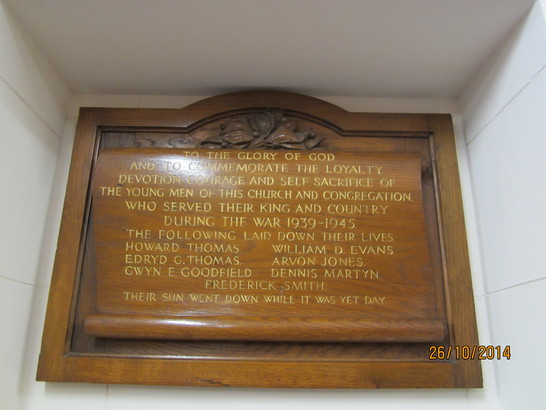 TO THE GLORY OF GOD
AND TO COMMEMORATE THE LOYALTY
DEVOTION COURAGE AND SELF SACRIFICE OF
THE YOUNG MEN OF THIS CHURCH AND CONGREGATION
WHO SERVED THEIR KING AND COUNTRY
DURING THE WAR 1939-1945.
THE FOLLOWING LAID DOWN THEIR LIVES
HOWARD THOMAS. WILLIAM D. EVANS
EDRYD G. THOMAS. ARVON JONES.
GWYN E GOODFIELD DENNIS MARTYN.
FREDERICK SMITH.
THEIR SUN WENT DOWN WHILE IT WAS YET DAY
26/10/2014